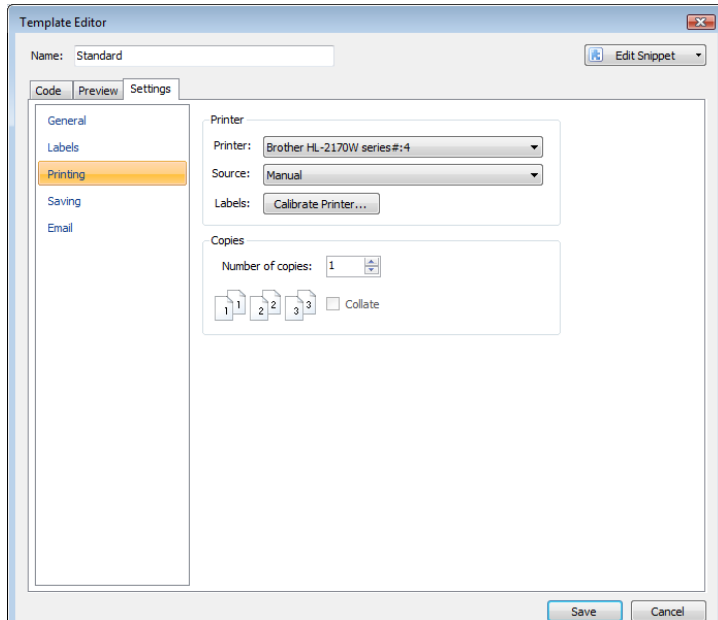 Template Editor
Name: Standard
Edit Snippet
Code Preview Settings
General
Labels
Printing
Saving
Email
Printer
Printer: Brother HL-2170W series#:4
Source: Manual
Labels: Calibrate Printer...
Copies
Number of copies: 1
1 1 2 2 3 3 Collate
Save Cancel